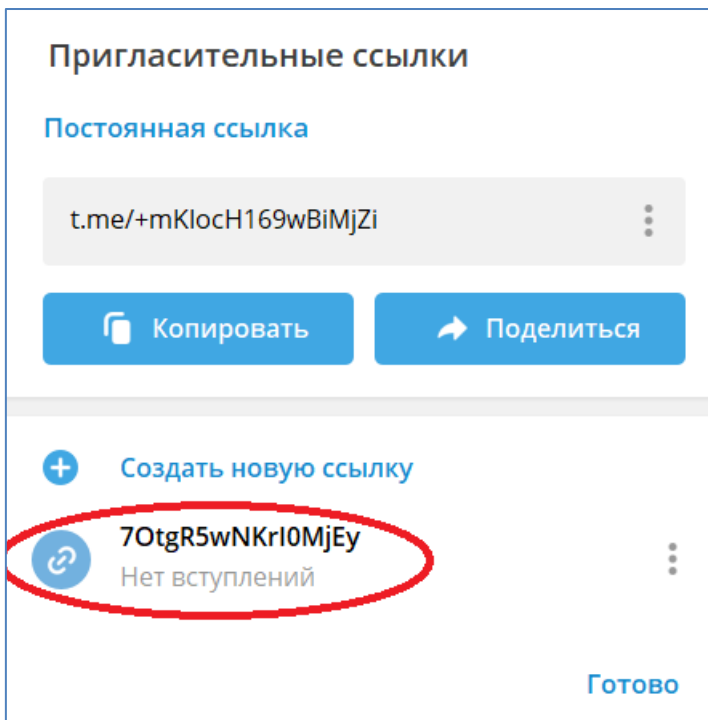 Пригласительные ссылки
Постоянная ссылка
t.me/+mKlocH169wBiMjZi
Копировать
Поделиться
Создать новую ссылку
7OtgR5wNKrI0MjEy
Нет вступлений
Готово